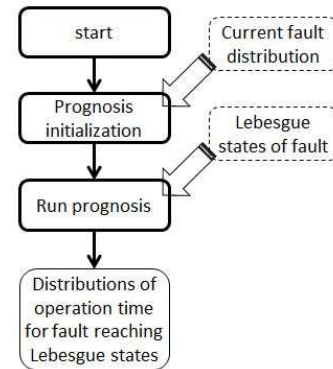 start
Current fault
distribution
Prognosis
initialization
Lebesgue
states of fault
Run prognosis
Distributions of
operation time
for fault reaching
Lebesgue states